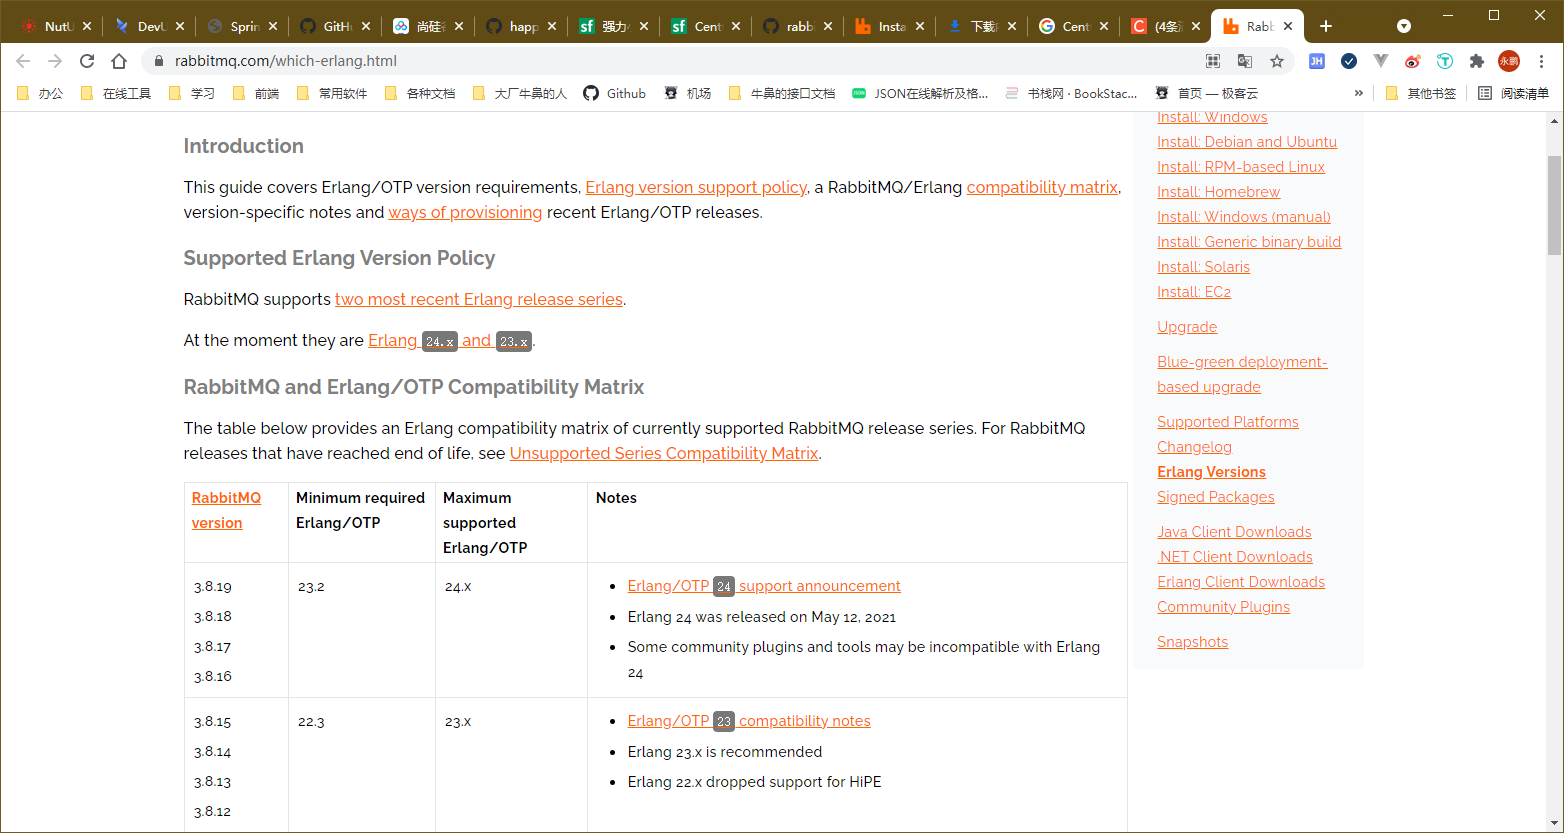 NutU
DevU
Sprin
GitHu
尚硅谷
happ
强力
Cent
rabbi
Insta
下载
Cent
(4条消
Rabb
rabbitmq.com/which-erlang.html
JH
永鹏
办公
在线工具
学习
前端
常用软件
各种文档
大厂牛鼻的人
Github
机场
牛鼻的接口文档
JSON在线解析及格...
书栈网 · BookStac...
首页 — 极客云
»
其他书签
阅读清单
Introduction
This guide covers Erlang/OTP version requirements, Erlang version support policy, a RabbitMQ/Erlang compatibility matrix,
version-specific notes and ways of provisioning recent Erlang/OTP releases.
Supported Erlang Version Policy
RabbitMQ supports two most recent Erlang release series.
At the moment they are Erlang 24.x and 23.x.
RabbitMQ and Erlang/OTP Compatibility Matrix
The table below provides an Erlang compatibility matrix of currently supported RabbitMQ release series. For RabbitMQ
releases that have reached end of life, see Unsupported Series Compatibility Matrix.
RabbitMQ
version
Minimum required
Erlang/OTP
Maximum
supported
Erlang/OTP
Notes
3.8.19
3.8.18
3.8.17
3.8.16
23.2
24.x
Erlang/OTP 24 support announcement
Erlang 24 was released on May 12, 2021
Some community plugins and tools may be incompatible with Erlang
24
3.8.15
3.8.14
3.8.13
3.8.12
22.3
23.x
Erlang/OTP 23 compatibility notes
Erlang 23.x is recommended
Erlang 22.x dropped support for HiPE
Install: Windows
Install: Debian and Ubuntu
Install: RPM-based Linux
Install: Homebrew
Install: Windows (manual)
Install: Generic binary build
Install: Solaris
Install: EC2
Upgrade
Blue-green deployment-
based upgrade
Supported Platforms
Changelog
Erlang Versions
Signed Packages
Java Client Downloads
.NET Client Downloads
Erlang Client Downloads
Community Plugins
Snapshots